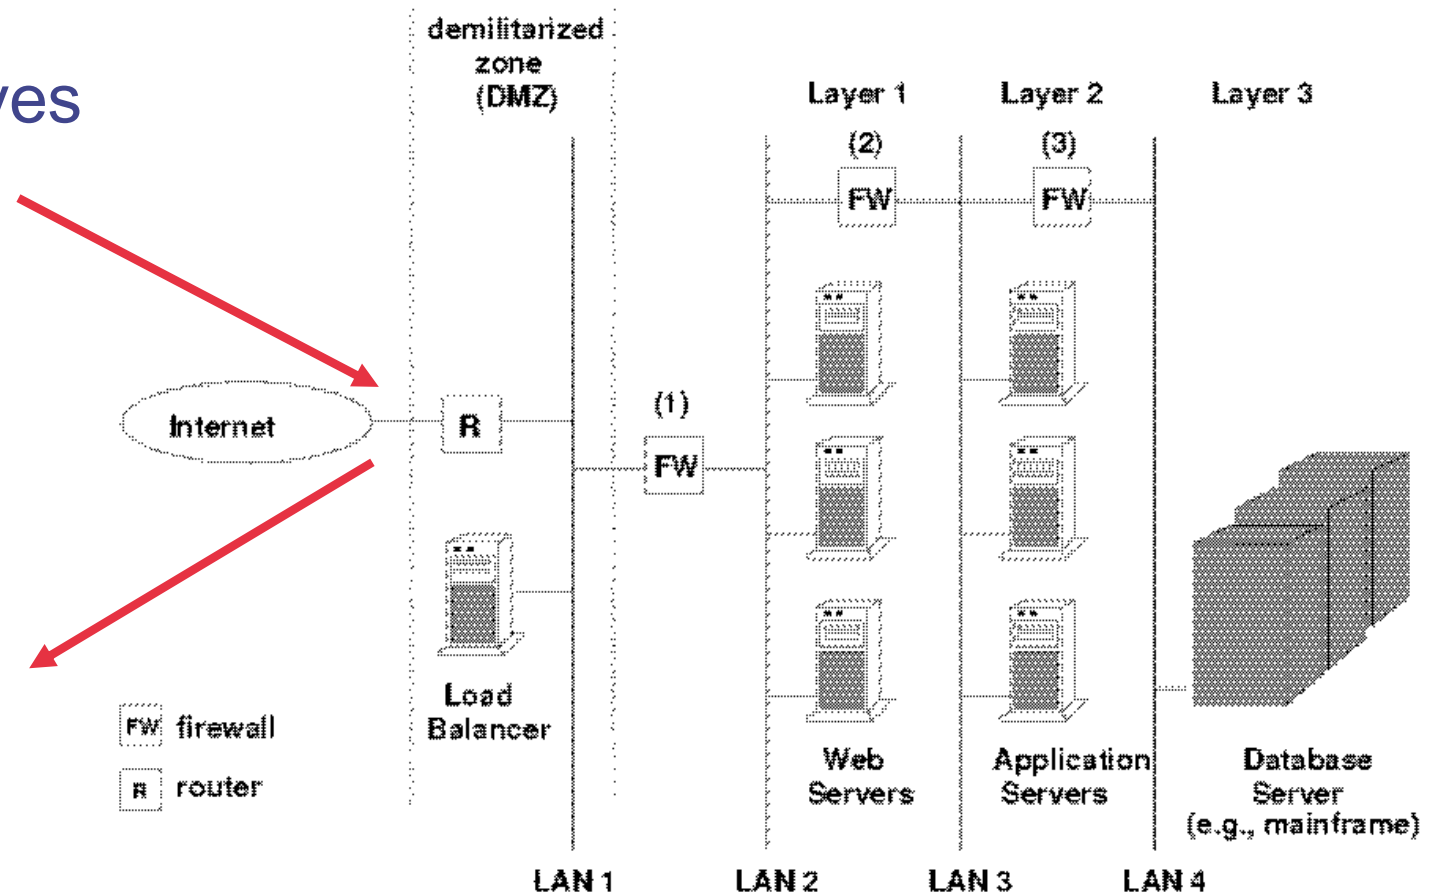 ves
demilitarized
zone
(DMZ)
Layer 1
Layer 2
Layer 3
(2)
(3)
FW
FW
Internet
R
(1)
FW
Load
Balancer
FW firewall
R router
Web
Servers
Application
Servers
Database
Server
(e.g., mainframe)
LAN 1
LAN 2
LAN 3
LAN 4